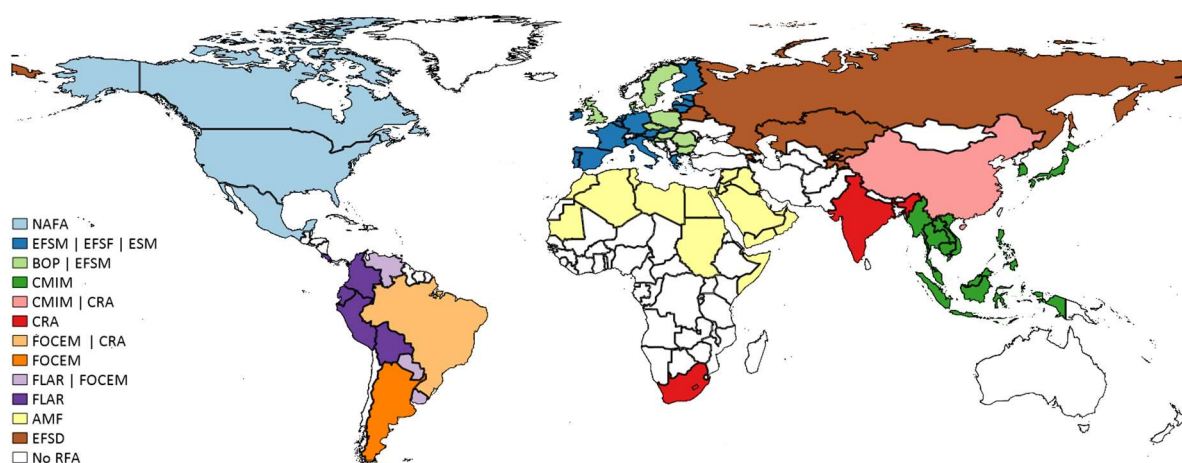 NAFA
EFSM | EFSF | ESM
BOP | EFSM
CMIM
CMIM | CRA
CRA
FOCEM | CRA
FOCEM
FLAR | FOCEM
FLAR
AMF
EFSD
No RFA